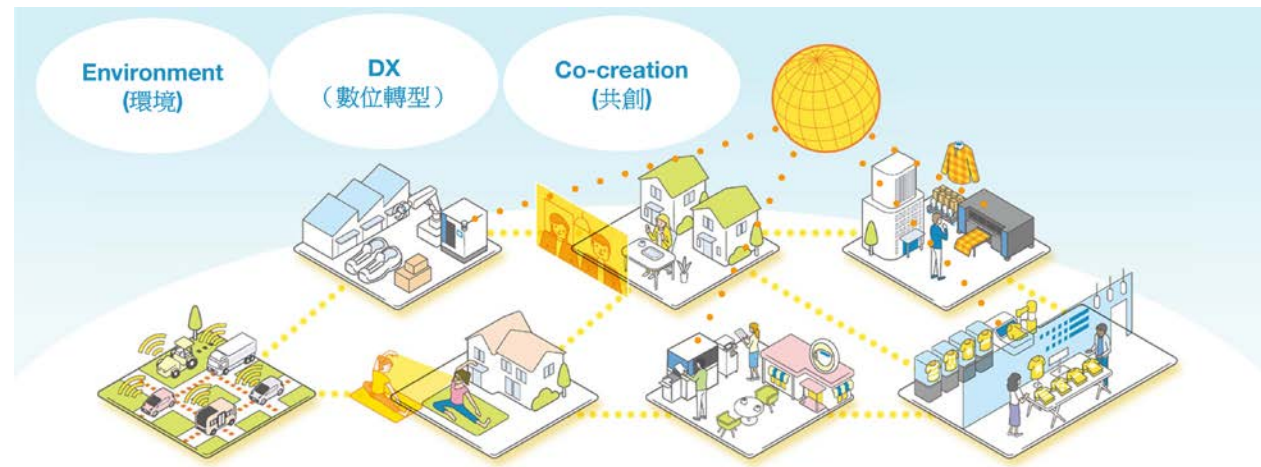 Environment
(環境)
DX
（數位轉型）
Co-creation
(共創)